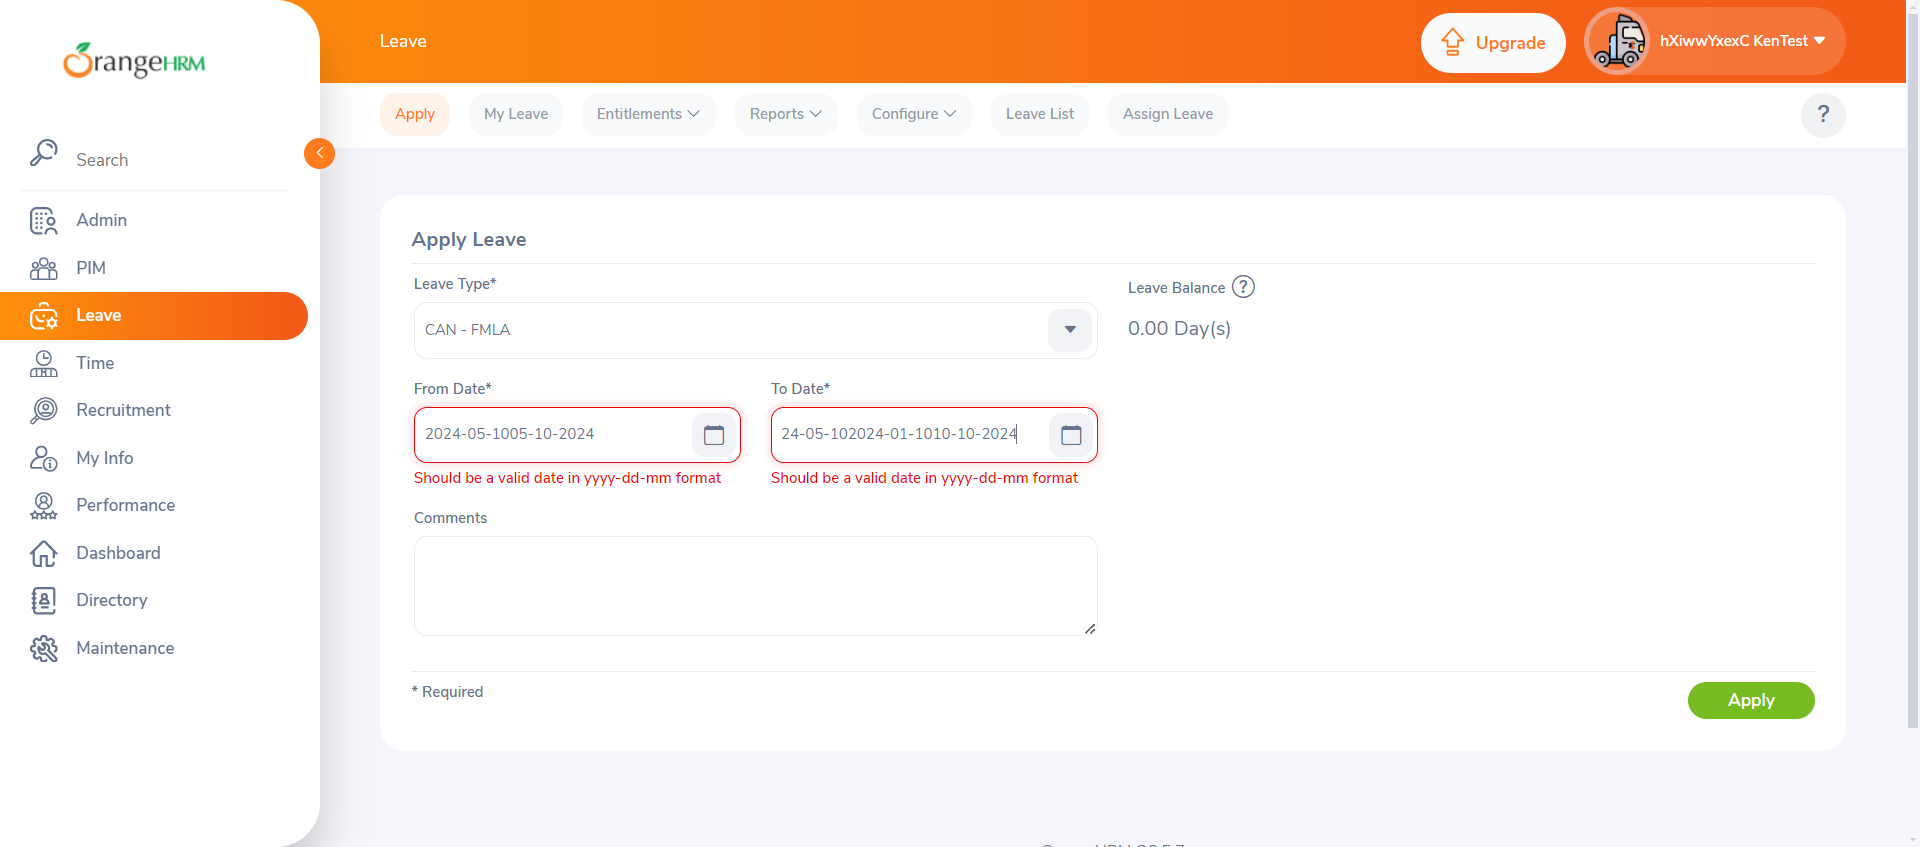 OrangeHRM
Leave
Upgrade
hXiwwYxexC KenTest
Apply
My Leave
Entitlements
Reports
Configure
Leave List
Assign Leave
?
Search
Admin
PIM
Leave
Time
Recruitment
My Info
Performance
Dashboard
Directory
Maintenance
Apply Leave
Leave Type*
CAN - FMLA
Leave Balance ?
0.00 Day(s)
From Date*
2024-05-1005-10-2024
Should be a valid date in yyyy-dd-mm format
To Date*
24-05-102024-01-1010-10-2024
Should be a valid date in yyyy-dd-mm format
Comments
* Required
Apply